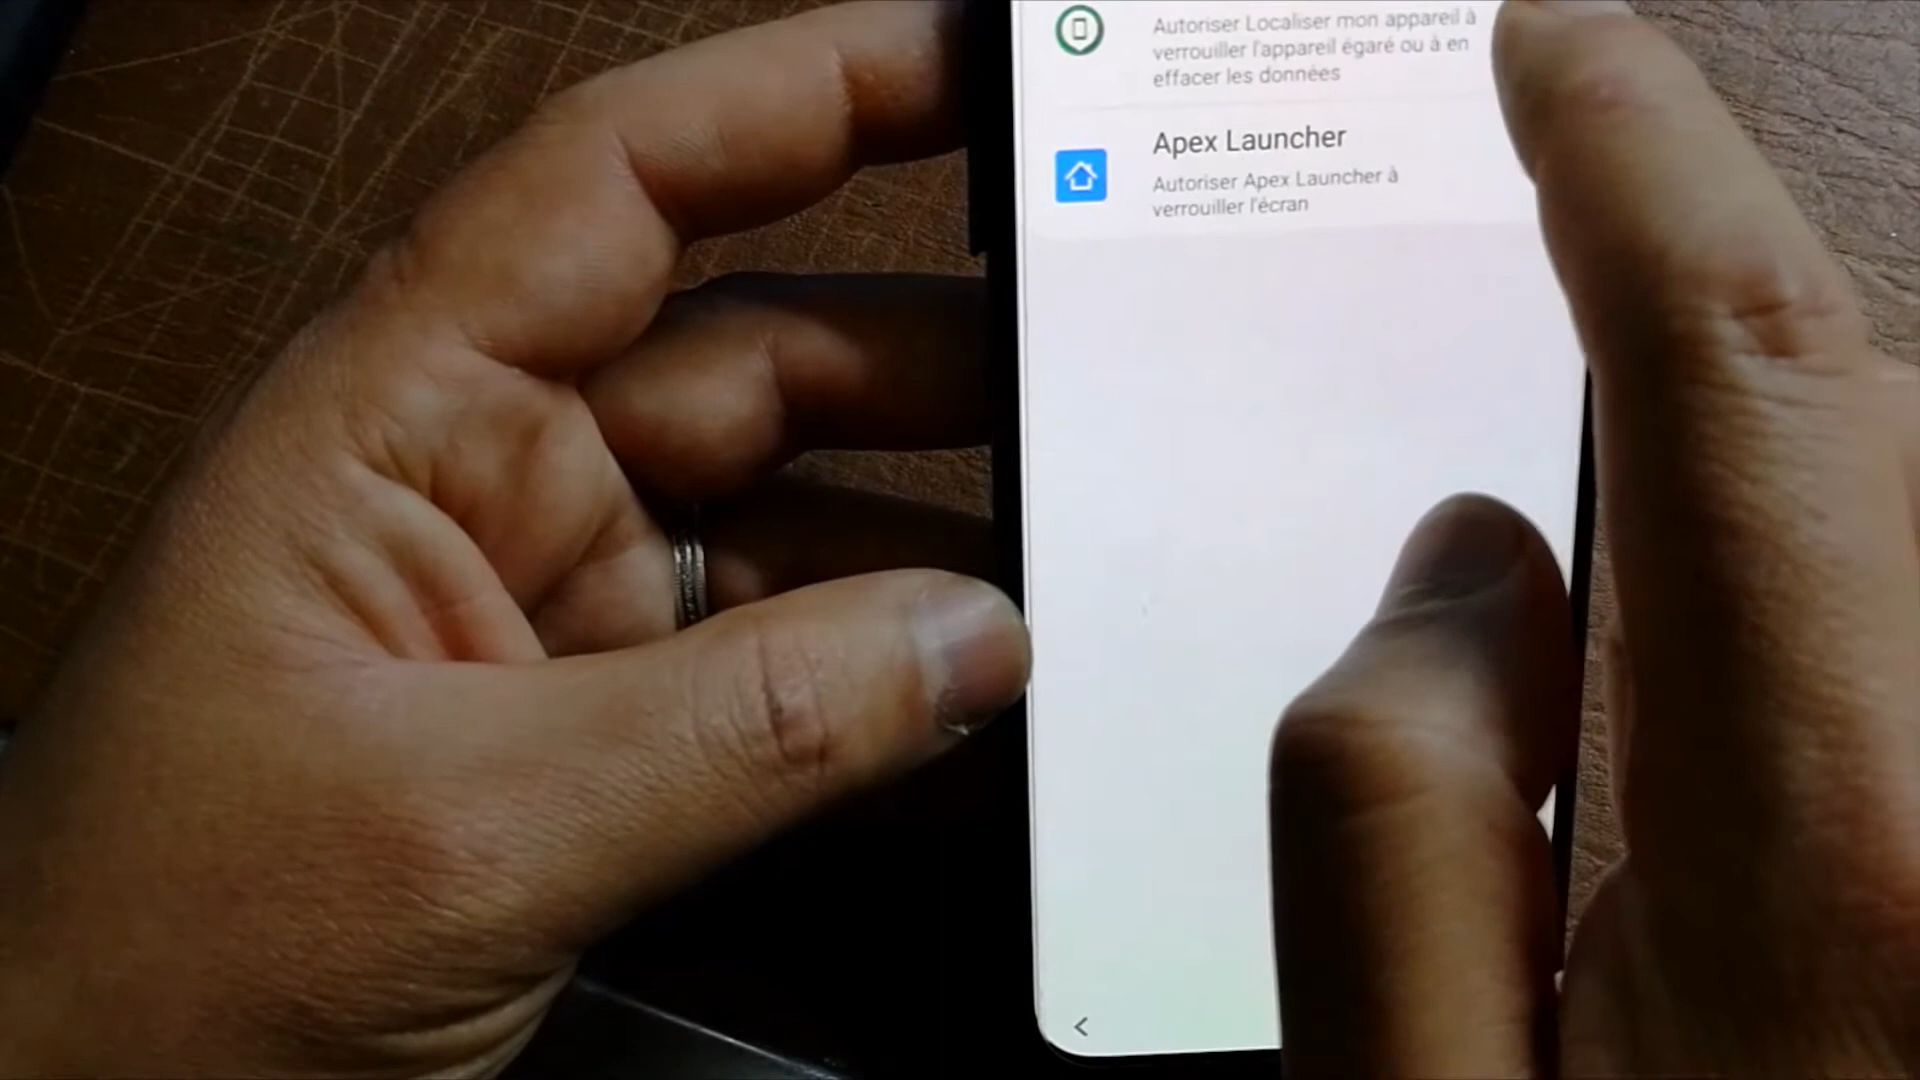 Autoriser Localiser mon appareil à
verrouiller l'appareil égaré ou à en
effacer les données
Apex Launcher
Autoriser Apex Launcher à
verrouiller l'écran